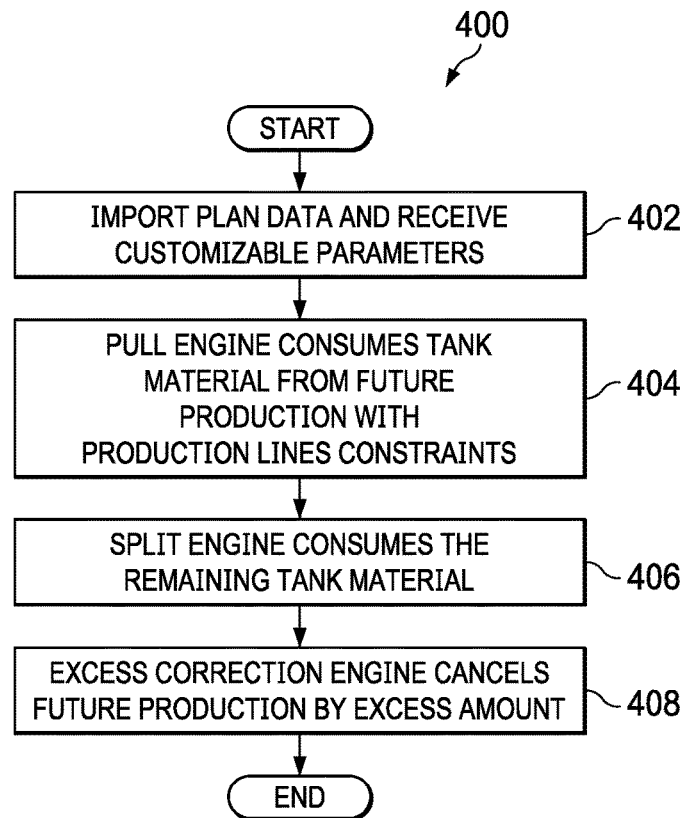 400
START
IMPORT PLAN DATA AND RECEIVE
CUSTOMIZABLE PARAMETERS
402
PULL ENGINE CONSUMES TANK
MATERIAL FROM FUTURE
PRODUCTION WITH
PRODUCTION LINES CONSTRAINTS
404
SPLIT ENGINE CONSUMES THE
REMAINING TANK MATERIAL
406
EXCESS CORRECTION ENGINE CANCELS
FUTURE PRODUCTION BY EXCESS AMOUNT
408
END